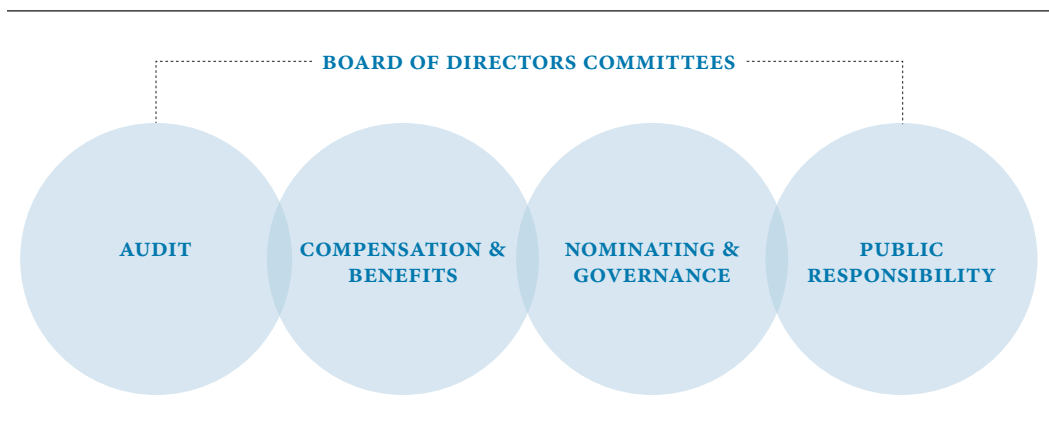 BOARD OF DIRECTORS COMMITTEES
AUDIT
COMPENSATION &
BENEFITS
NOMINATING &
GOVERNANCE
PUBLIC
RESPONSIBILITY